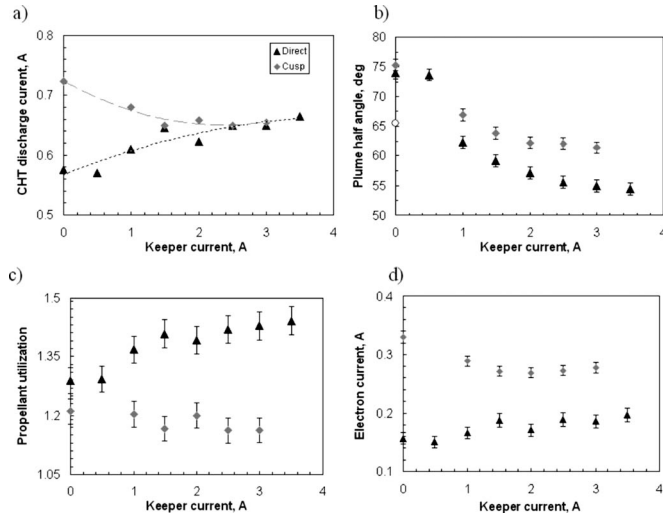 a)
CHT discharge curent, A
0.8
0.7
0.6
0.5
0
1
2
3
4
Keeper current, A
Direct
Cusp
b)
Plume half angle, deg
80
75
70
65
60
55
50
0
1
2
3
4
Keeper current, A
c)
Propellant utilization
1.5
1.35
1.2
1.05
0
1
2
3
4
Keeper current, A
d)
Electron current, A
0.4
0.3
0.2
0.1
0
1
2
3
4
Keeper current, A